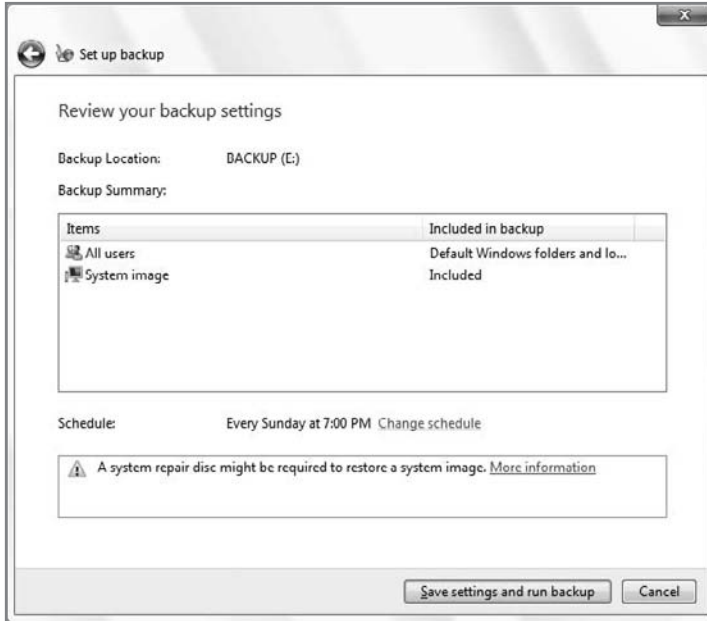 Set up backup
Review your backup settings
Backup Location: BACKUP (E:)
Backup Summary:
Items Included in backup
All users Default Windows folders and lo...
System image Included
Schedule: Every Sunday at 7:00 PM Change schedule
A system repair disc might be required to restore a system image. More information
Save settings and run backup Cancel